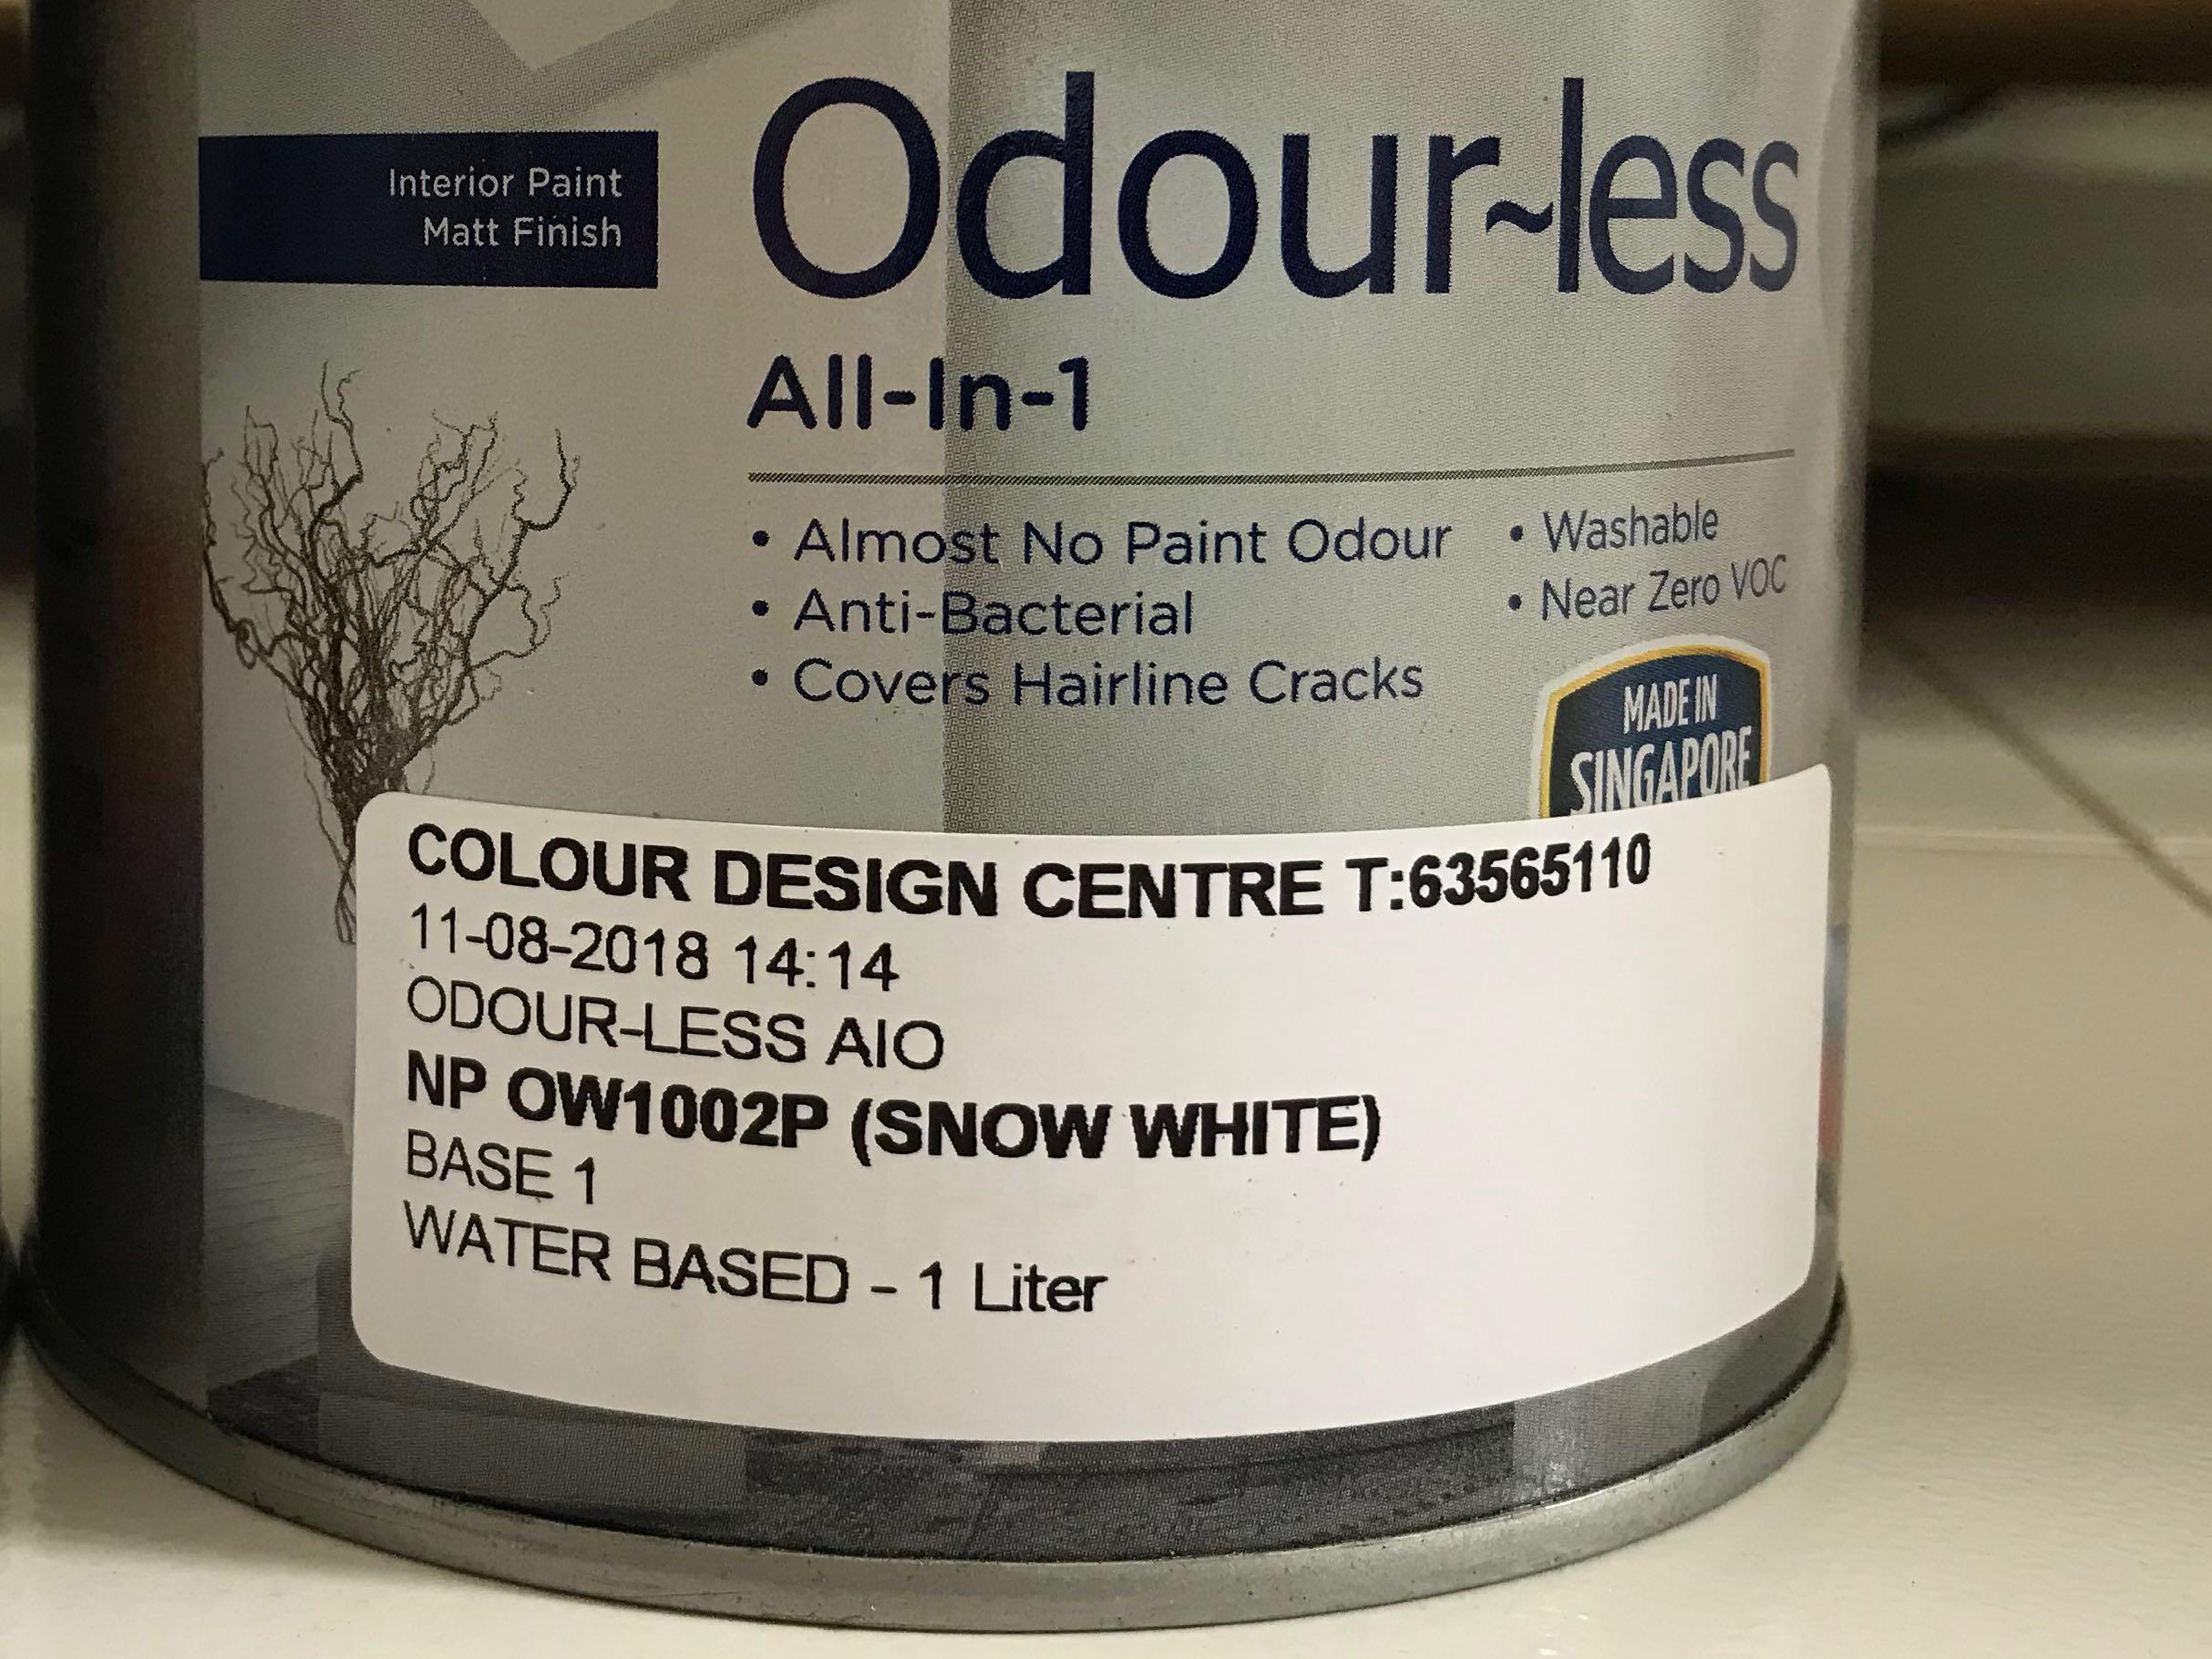 Interior Paint
Matt Finish
Odour~less
All-In-1
• Almost No Paint Odour
• Anti-Bacterial
• Covers Hairline Cracks
• Washable
• Near Zero VOC
MADE IN
SINGAPORE
COLOUR DESIGN CENTRE T:63565110
11-08-2018 14:14
ODOUR-LESS AIO
NP OW1002P (SNOW WHITE)
BASE 1
WATER BASED - 1 Liter